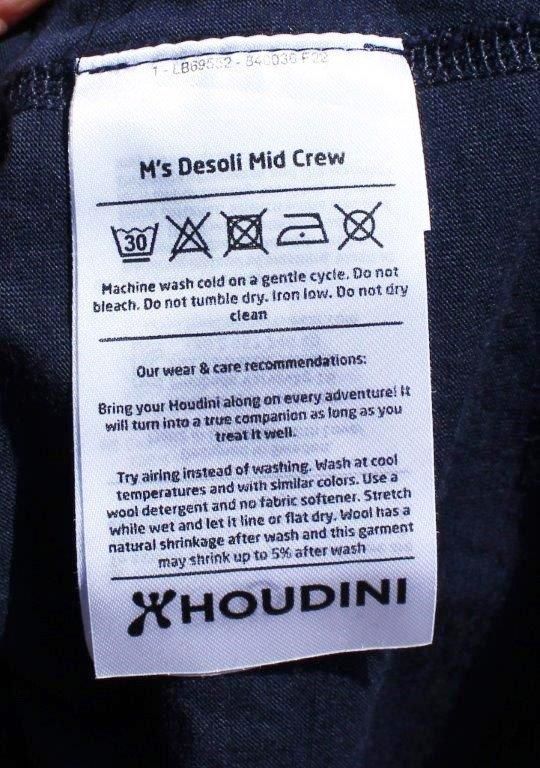 M's Desoli Mid Crew
30
Machine wash cold on a gentle cycle. Do not
bleach. Do not tumble dry. Iron low. Do not dry
clean
Our wear & care recommendations:
Bring your Houdini along on every adventure! It
will turn into a true companion as long as you
treat it well.
Try airing instead of washing. Wash at cool
temperatures and with similar colors. Use a
wool detergent and no fabric softener. Stretch
while wet and let it line or flat dry. Wool has a
natural shrinkage after wash and this garment
may shrink up to 5% after wash
HOUDINI